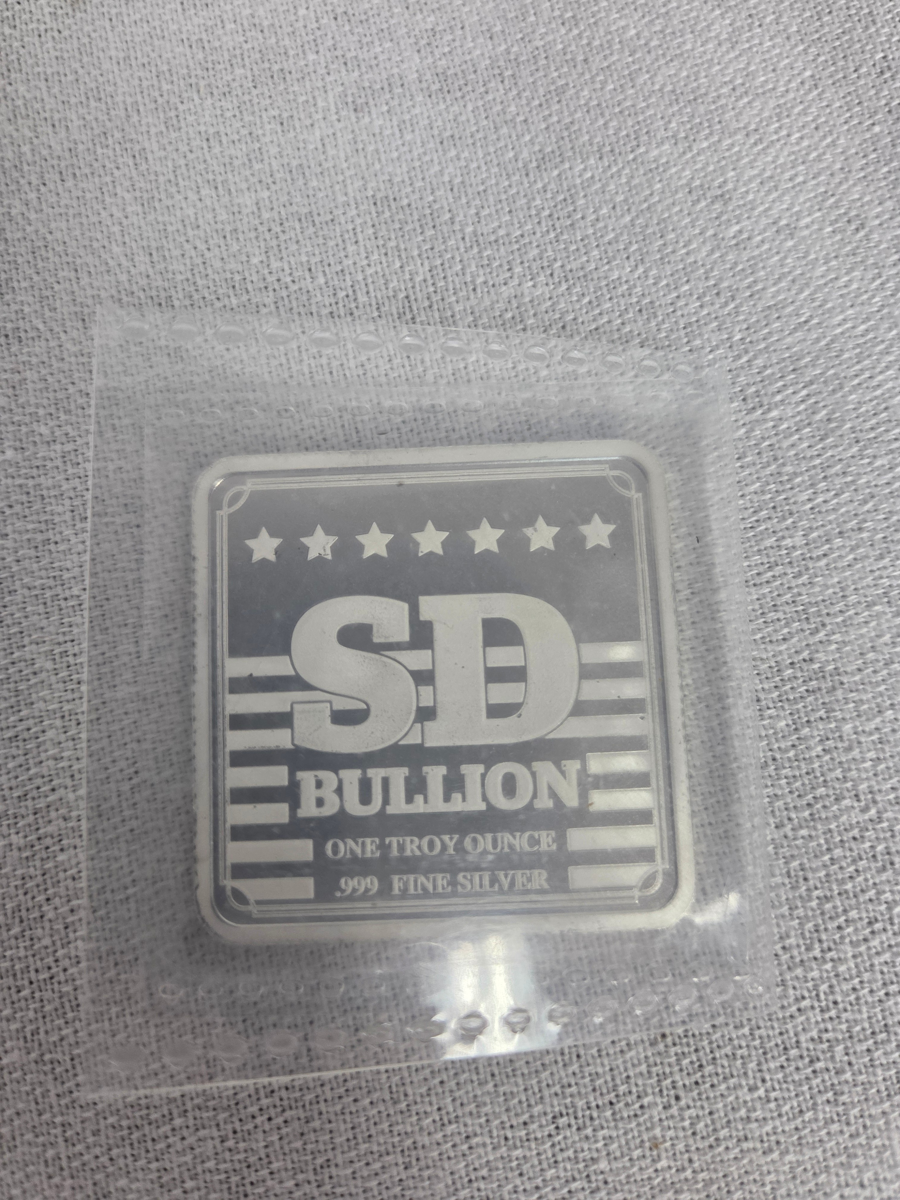 SD
BULLION
ONE TROY OUNCE
.999 FINE SILVER